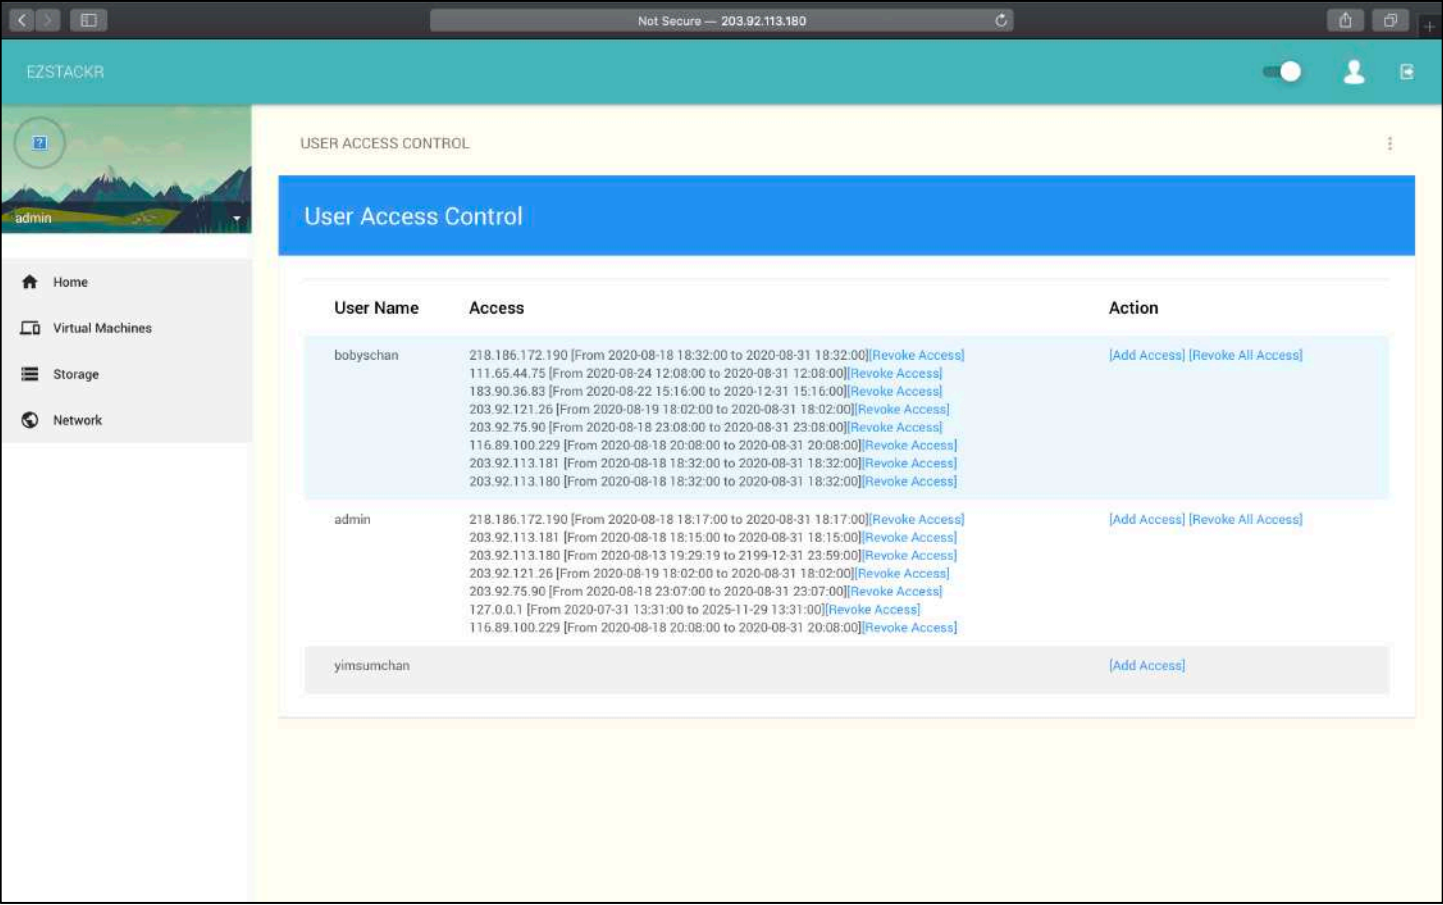 Not Secure — 203.92.113.180
EZSTACKR
admin
Home
Virtual Machines
Storage
Network
USER ACCESS CONTROL
User Access Control
User Name Access Action
bobyschan 218.186.172.190 [From 2020-08-18 18:32:00 to 2020-08-31 18:32:00][Revoke Access] [Add Access] [Revoke All Access]
111.65.44.75 [From 2020-08-24 12:08:00 to 2020-08-31 12:08:00][Revoke Access]
183.90.36.83 [From 2020-08-22 15:16:00 to 2020-12-31 15:16:00][Revoke Access]
203.92.121.26 [From 2020-08-19 18:02:00 to 2020-08-31 18:02:00][Revoke Access]
203.92.75.90 [From 2020-08-18 23:08:00 to 2020-08-31 23:08:00][Revoke Access]
116.89.100.229 [From 2020-08-18 20:08:00 to 2020-08-31 20:08:00][Revoke Access]
203.92.113.181 [From 2020-08-18 18:32:00 to 2020-08-31 18:32:00][Revoke Access]
203.92.113.180 [From 2020-08-18 18:32:00 to 2020-08-31 18:32:00][Revoke Access]
admin 218.186.172.190 [From 2020-08-18 18:17:00 to 2020-08-31 18:17:00][Revoke Access] [Add Access] [Revoke All Access]
203.92.113.181 [From 2020-08-18 18:15:00 to 2020-08-31 18:15:00][Revoke Access]
203.92.113.180 [From 2020-08-13 19:29:19 to 2199-12-31 23:59:00][Revoke Access]
203.92.121.26 [From 2020-08-19 18:02:00 to 2020-08-31 18:02:00][Revoke Access]
203.92.75.90 [From 2020-08-18 23:07:00 to 2020-08-31 23:07:00][Revoke Access]
127.0.0.1 [From 2020-07-31 13:31:00 to 2025-11-29 13:31:00][Revoke Access]
116.89.100.229 [From 2020-08-18 20:08:00 to 2020-08-31 20:08:00][Revoke Access]
yimsumchan [Add Access]